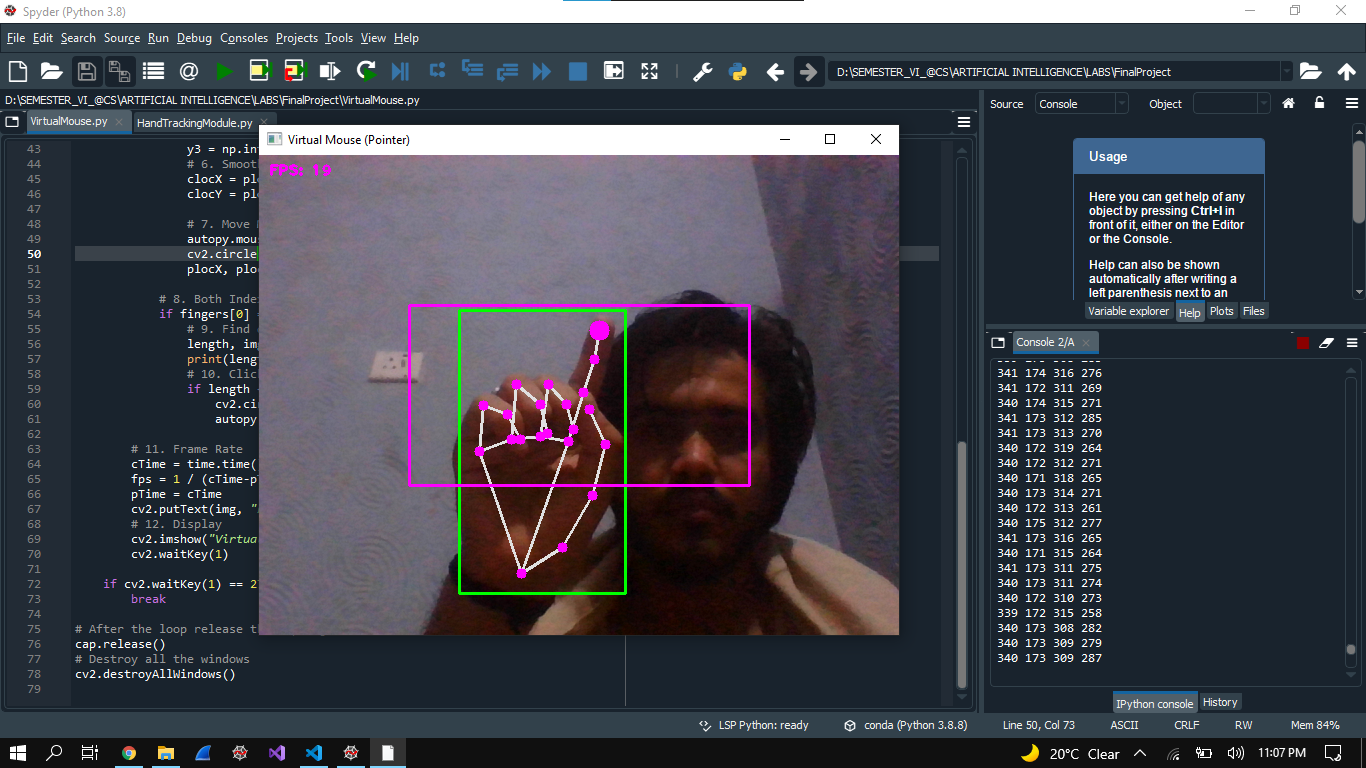 Spyder (Python 3.8)
File Edit Search Source Run Debug Consoles Projects Tools View Help
D:\SEMESTER_VI_@CS\ARTIFICIAL INTELLIGENCE\LABS\FinalProject
D:\SEMESTER_VI_@CS\ARTIFICIAL INTELLIGENCE\LABS\FinalProject\VirtualMouse.py
VirtualMouse.py
HandTrackingModule.py
43 y3 = np.in
44 # 6. Smoot
45 clocX = plo
46 clocY = plo
47
48 # 7. Move
49 autopy.mou
50 cv2.circle
51 plocX, ploc
52
53 # 8. Both Inde
54 if fingers[0] =
55 # 9. Find
56 length, im
57 print(leng
58 # 10. Clic
59 if length
60 cv2.cir
61 autopy
62
63 # 11. Frame Rate
64 cTime = time.time(
65 fps = 1 / (cTime-p
66 pTime = cTime
67 cv2.putText(img, "
68 # 12. Display
69 cv2.imshow("Virtua
70 cv2.waitKey(1)
71
72 if cv2.waitKey(1) == 2
73 break
74
75 # After the loop release t
76 cap.release()
77 # Destroy all the windows
78 cv2.destroyAllWindows()
79
Virtual Mouse (Pointer)
FPS: 19
Source Console Object
Usage
Here you can get help of any
object by pressing Ctrl+I in
front of it, either on the Editor
or the Console.
Help can also be shown
automatically after writing a
left parenthesis next to an
Variable explorer Help Plots Files
Console 2/A
341 174 316 276
341 172 311 269
340 174 315 271
341 173 312 285
341 173 313 270
340 172 319 264
340 172 312 271
340 171 318 265
340 173 314 271
340 172 313 261
340 175 312 277
341 173 316 265
340 171 315 264
341 173 311 275
340 173 311 274
340 172 310 273
339 172 315 258
340 173 308 282
340 173 309 279
340 173 309 287
IPython console History
LSP Python: ready conda (Python 3.8.8) Line 50, Col 73 ASCII CRLF RW Mem 84%
20°C Clear 11:07 PM